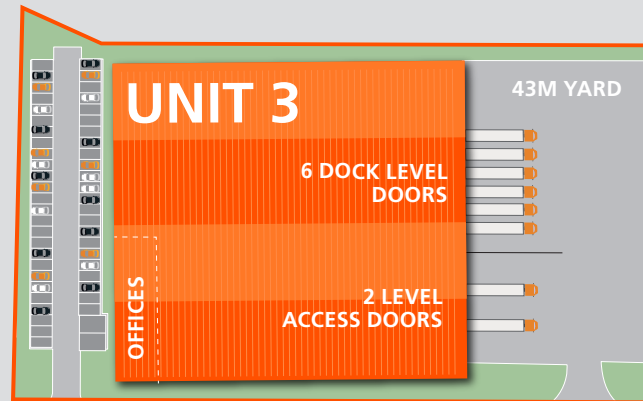 UNIT 3
43M YARD
6 DOCK LEVEL
DOORS
2 LEVEL
ACCESS DOORS
OFFICES